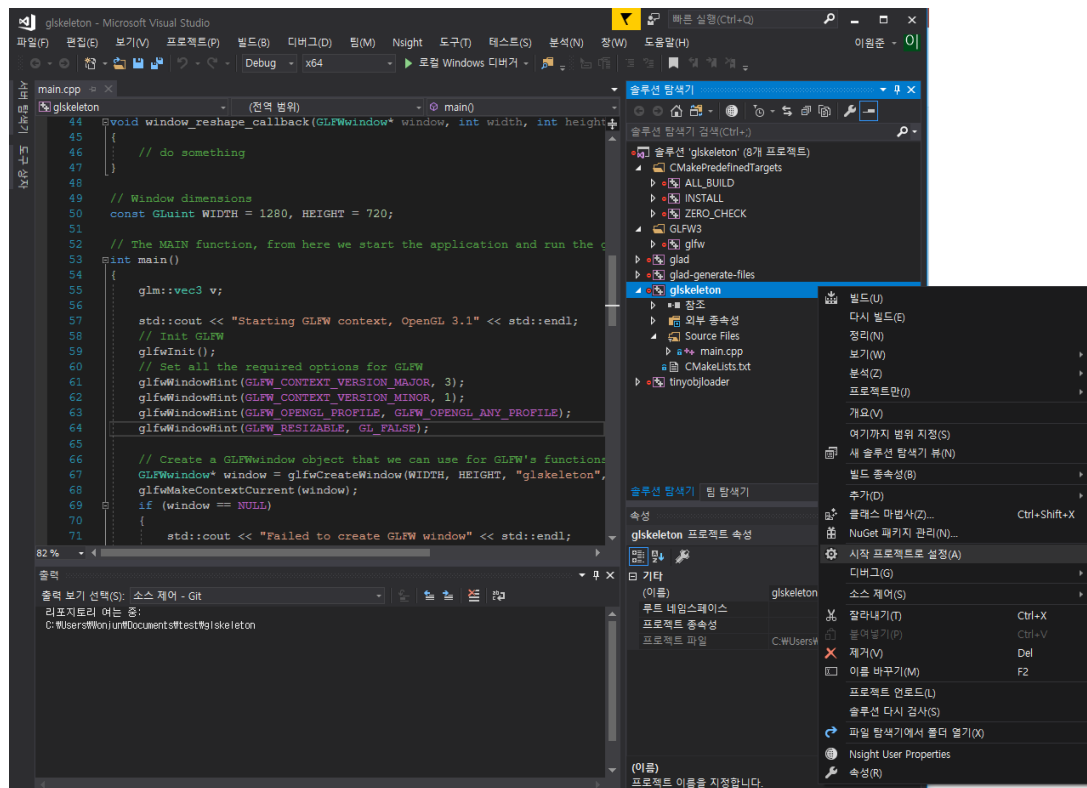 glskeleton - Microsoft Visual Studio
빠른 실행(Ctrl+Q)
파일(F) 편집(E) 보기(V) 프로젝트(P) 빌드(B) 디버그(D) 팀(M) Nsight 도구(T) 테스트(S) 분석(N) 창(W) 도움말(H)
이원준
이
Debug x64 로컬 Windows 디버거
서버 탐색기
도구 상자
main.cpp
glskeleton (전역 범위) main()
44 void window_reshape_callback(GLFWwindow* window, int width, int height
45 {
46 // do something
47 }
48
49 // Window dimensions
50 const GLuint WIDTH = 1280, HEIGHT = 720;
51
52 // The MAIN function, from here we start the application and run the g
53 int main()
54 {
55 glm::vec3 v;
56
57 std::cout << "Starting GLFW context, OpenGL 3.1" << std::endl;
58 // Init GLFW
59 glfwInit();
60 // Set all the required options for GLFW
61 glfwWindowHint(GLFW_CONTEXT_VERSION_MAJOR, 3);
62 glfwWindowHint(GLFW_CONTEXT_VERSION_MINOR, 1);
63 glfwWindowHint(GLFW_OPENGL_PROFILE, GLFW_OPENGL_ANY_PROFILE);
64 glfwWindowHint(GLFW_RESIZABLE, GL_FALSE);
65
66 // Create a GLFWwindow object that we can use for GLFW's functions
67 GLFWwindow* window = glfwCreateWindow(WIDTH, HEIGHT, "glskeleton",
68 glfwMakeContextCurrent(window);
69 if (window == NULL)
70 {
71 std::cout << "Failed to create GLFW window" << std::endl;
82 %
출력
출력 보기 선택(S): 소스 제어 - Git
리포지토리 여는 중:
C:₩Users₩Wonjun₩Documents₩test₩glskeleton
솔루션 탐색기
솔루션 탐색기 검색(Ctrl+;)
솔루션 'glskeleton' (8개 프로젝트)
CMakePredefinedTargets
ALL_BUILD
INSTALL
ZERO_CHECK
GLFW3
glfw
glad
glad-generate-files
glskeleton
참조
외부 종속성
Source Files
main.cpp
CMakeLists.txt
tinyobjloader
솔루션 탐색기 팀 탐색기
속성
glskeleton 프로젝트 속성
기타
(이름) glskeleton
루트 네임스페이스
프로젝트 종속성
프로젝트 파일 C:₩Users₩
(이름)
프로젝트 이름을 지정합니다.
빌드(U)
다시 빌드(E)
정리(N)
보기(W)
분석(Z)
프로젝트만(J)
개요(V)
여기까지 범위 지정(S)
새 솔루션 탐색기 뷰(N)
빌드 종속성(B)
추가(D)
클래스 마법사(Z)... Ctrl+Shift+X
NuGet 패키지 관리(N)...
시작 프로젝트로 설정(A)
디버그(G)
소스 제어(S)
잘라내기(T) Ctrl+X
붙여넣기(P) Ctrl+V
제거(V) Del
이름 바꾸기(M) F2
프로젝트 언로드(L)
솔루션 다시 검사(S)
파일 탐색기에서 폴더 열기(X)
Nsight User Properties
속성(R)